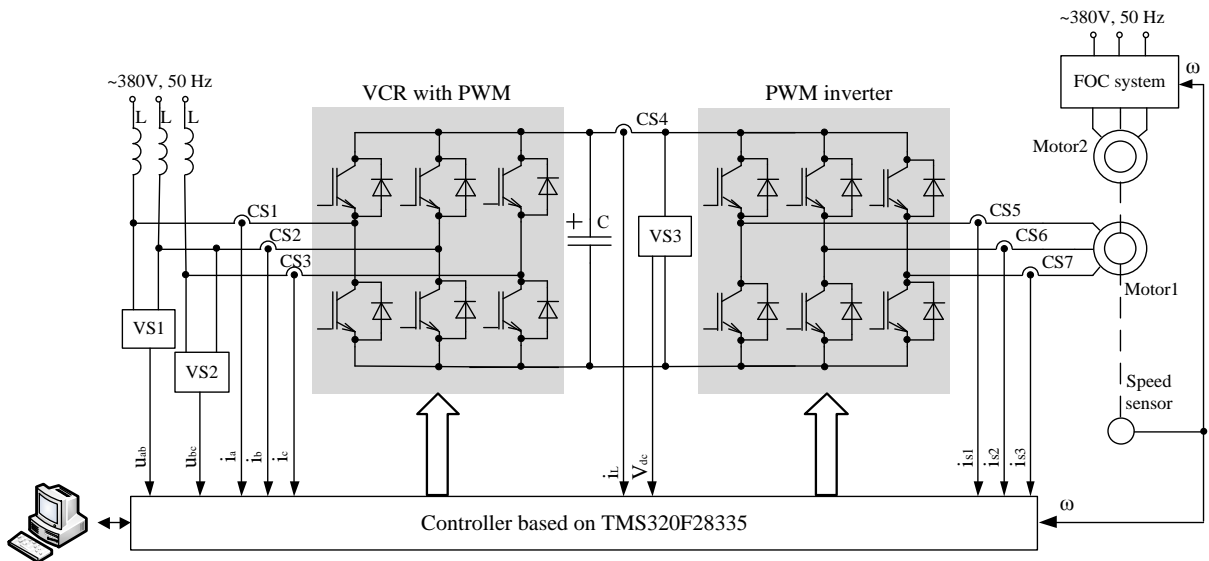 ~380V, 50 Hz
FOC system
ω
Motor2
~380V, 50 Hz
L L L
VCR with PWM
PWM inverter
CS4
CS1
CS2
CS3
+
C
VS3
CS5
CS6
CS7
Motor1
VS1
VS2
Speed
sensor
uab
ubc
ia
ib
ic
iL
Vdc
is1
is2
is3
ω
Controller based on TMS320F28335